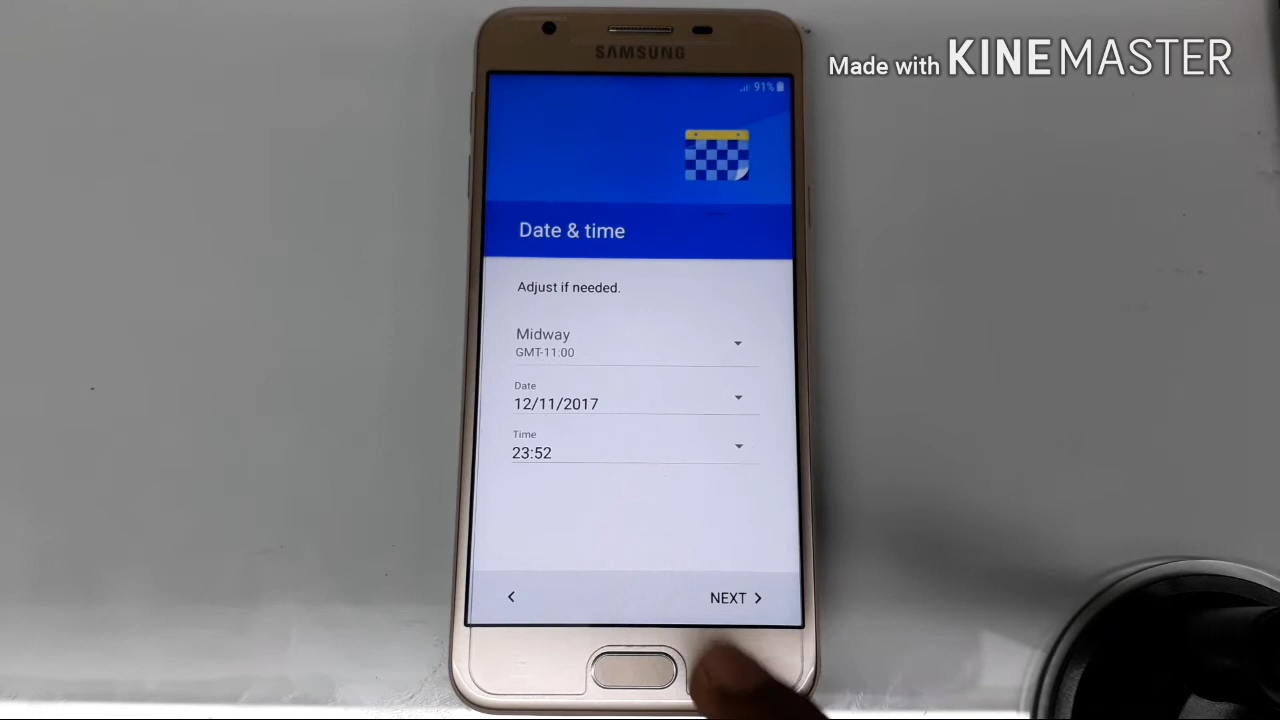 Made with KINEMASTER
SAMSUNG
91%
Date & time
Adjust if needed.
Midway
GMT-11:00
Date
12/11/2017
Time
23:52
NEXT